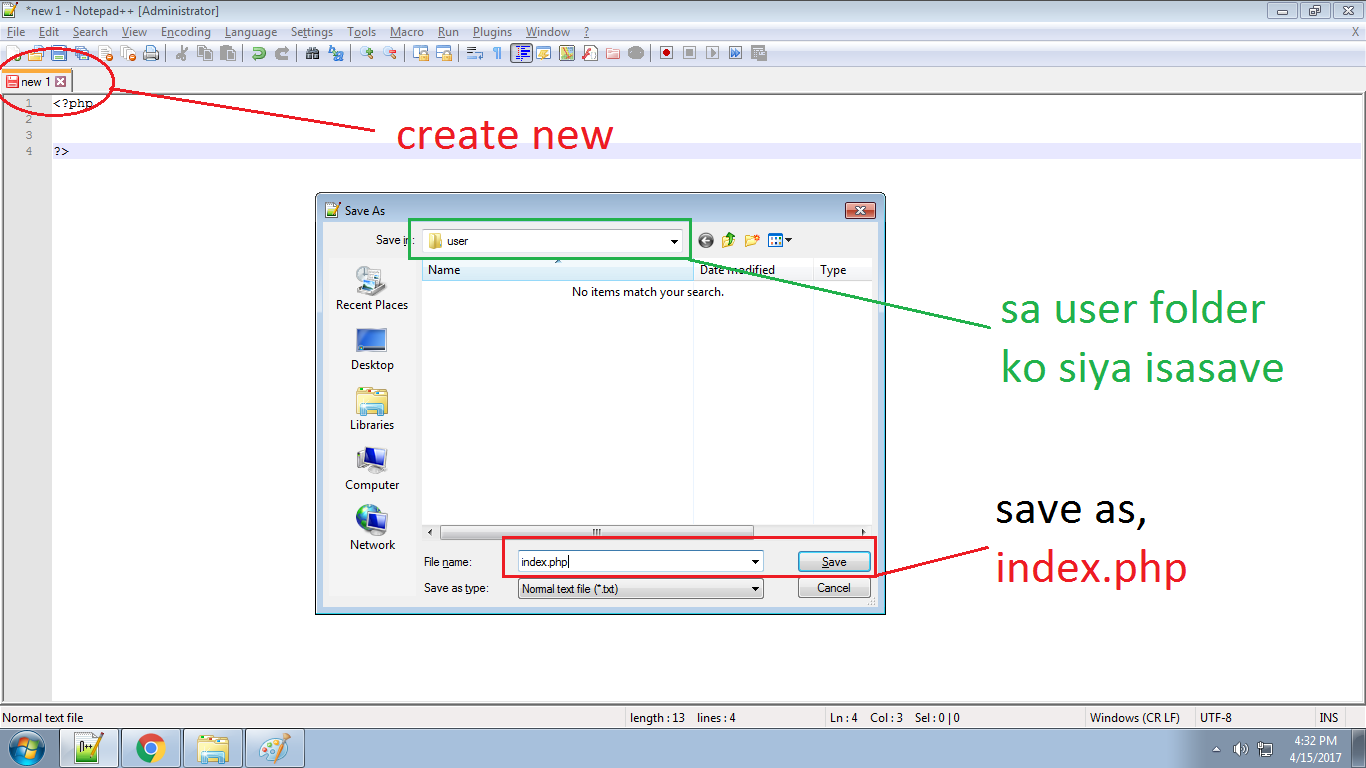 *new 1 - Notepad++ [Administrator]
File Edit Search View Encoding Language Settings Tools Macro Run Plugins Window ? X
new 1
1 <?php
2
3
4 ?>
create new
Save As
Save in: user
Name Date modified Type
No items match your search.
Recent Places
Desktop
Libraries
Computer
Network
File name: index.php Save
Save as type: Normal text file (*.txt) Cancel
sa user folder
ko siya isasave
save as,
index.php
Normal text file length : 13 lines : 4 Ln : 4 Col : 3 Sel : 0 | 0 Windows (CR LF) UTF-8 INS
4:32 PM
4/15/2017